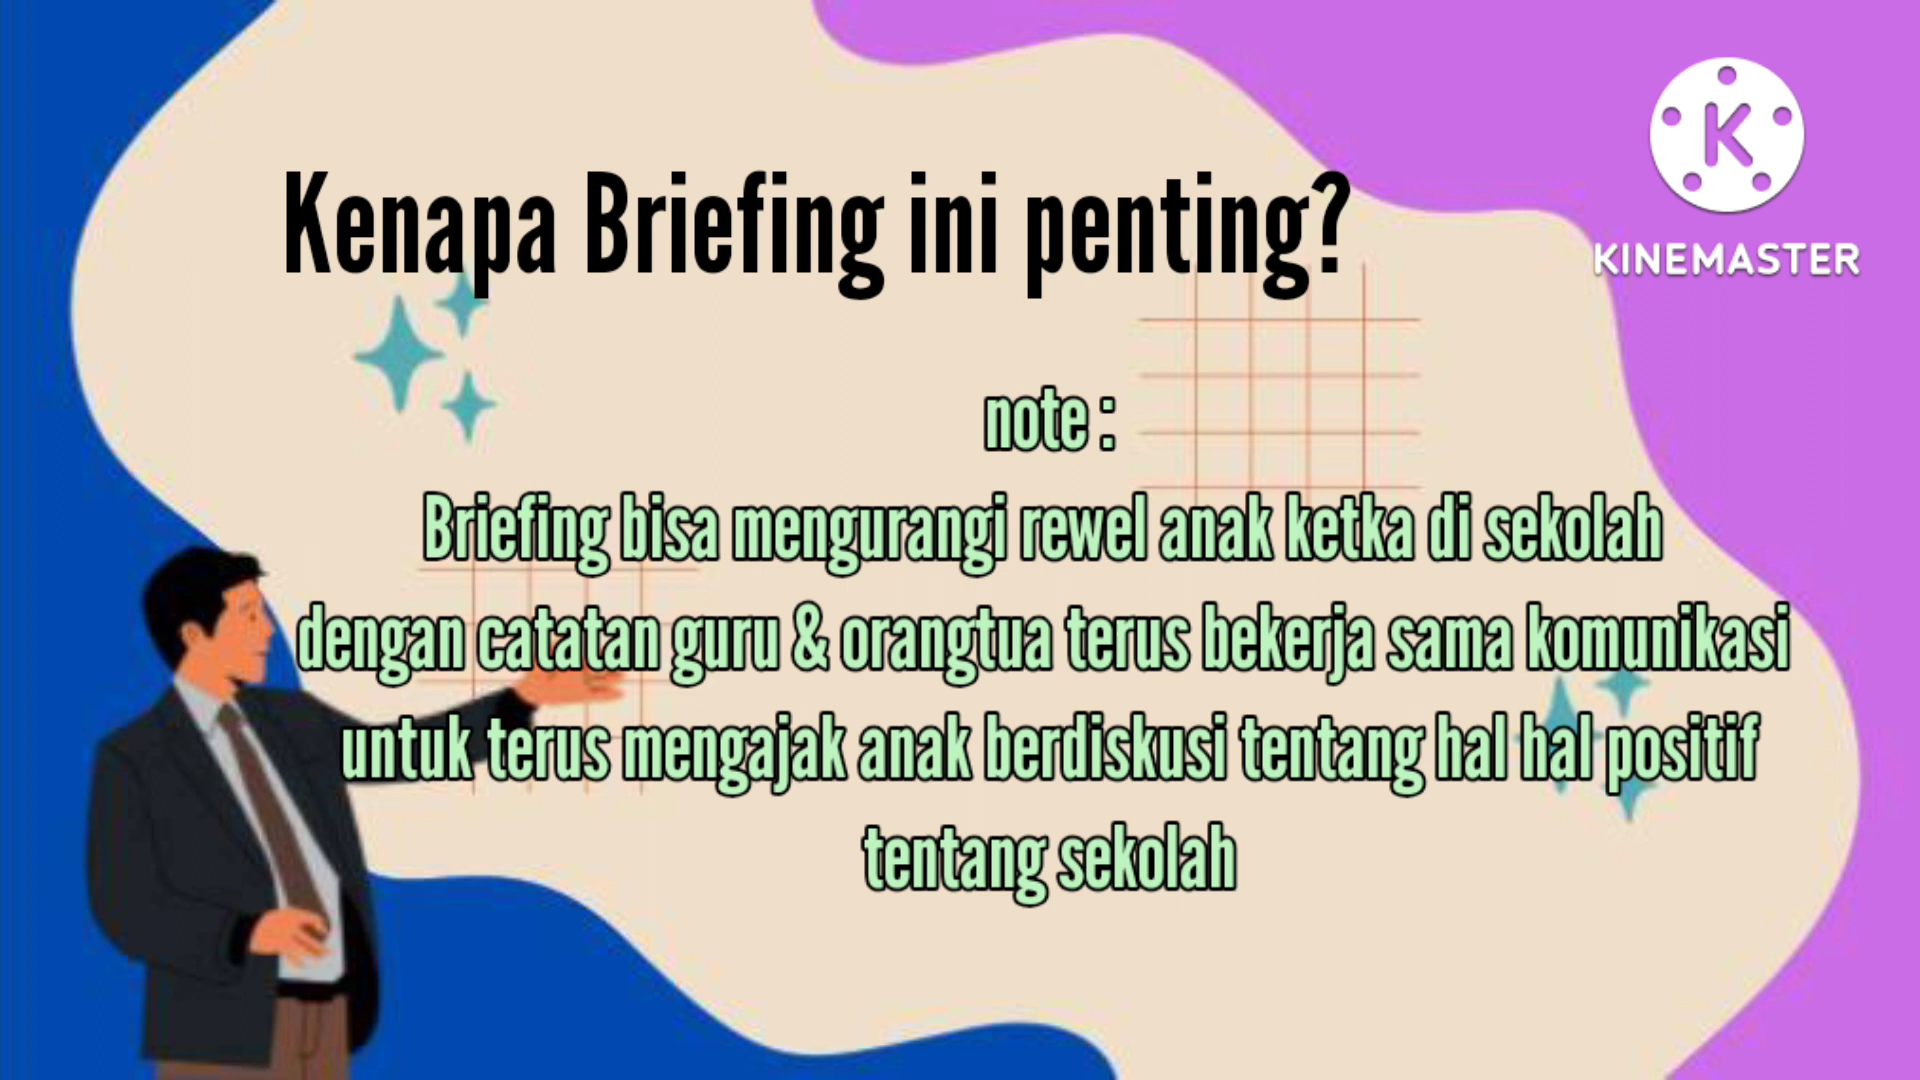 Kenapa Briefing ini penting?
K
KINEMASTER
note :
Briefing bisa mengurangi rewel anak ketka di sekolah
dengan catatan guru & orangtua terus bekerja sama komunikasi
untuk terus mengajak anak berdiskusi tentang hal hal positif
tentang sekolah